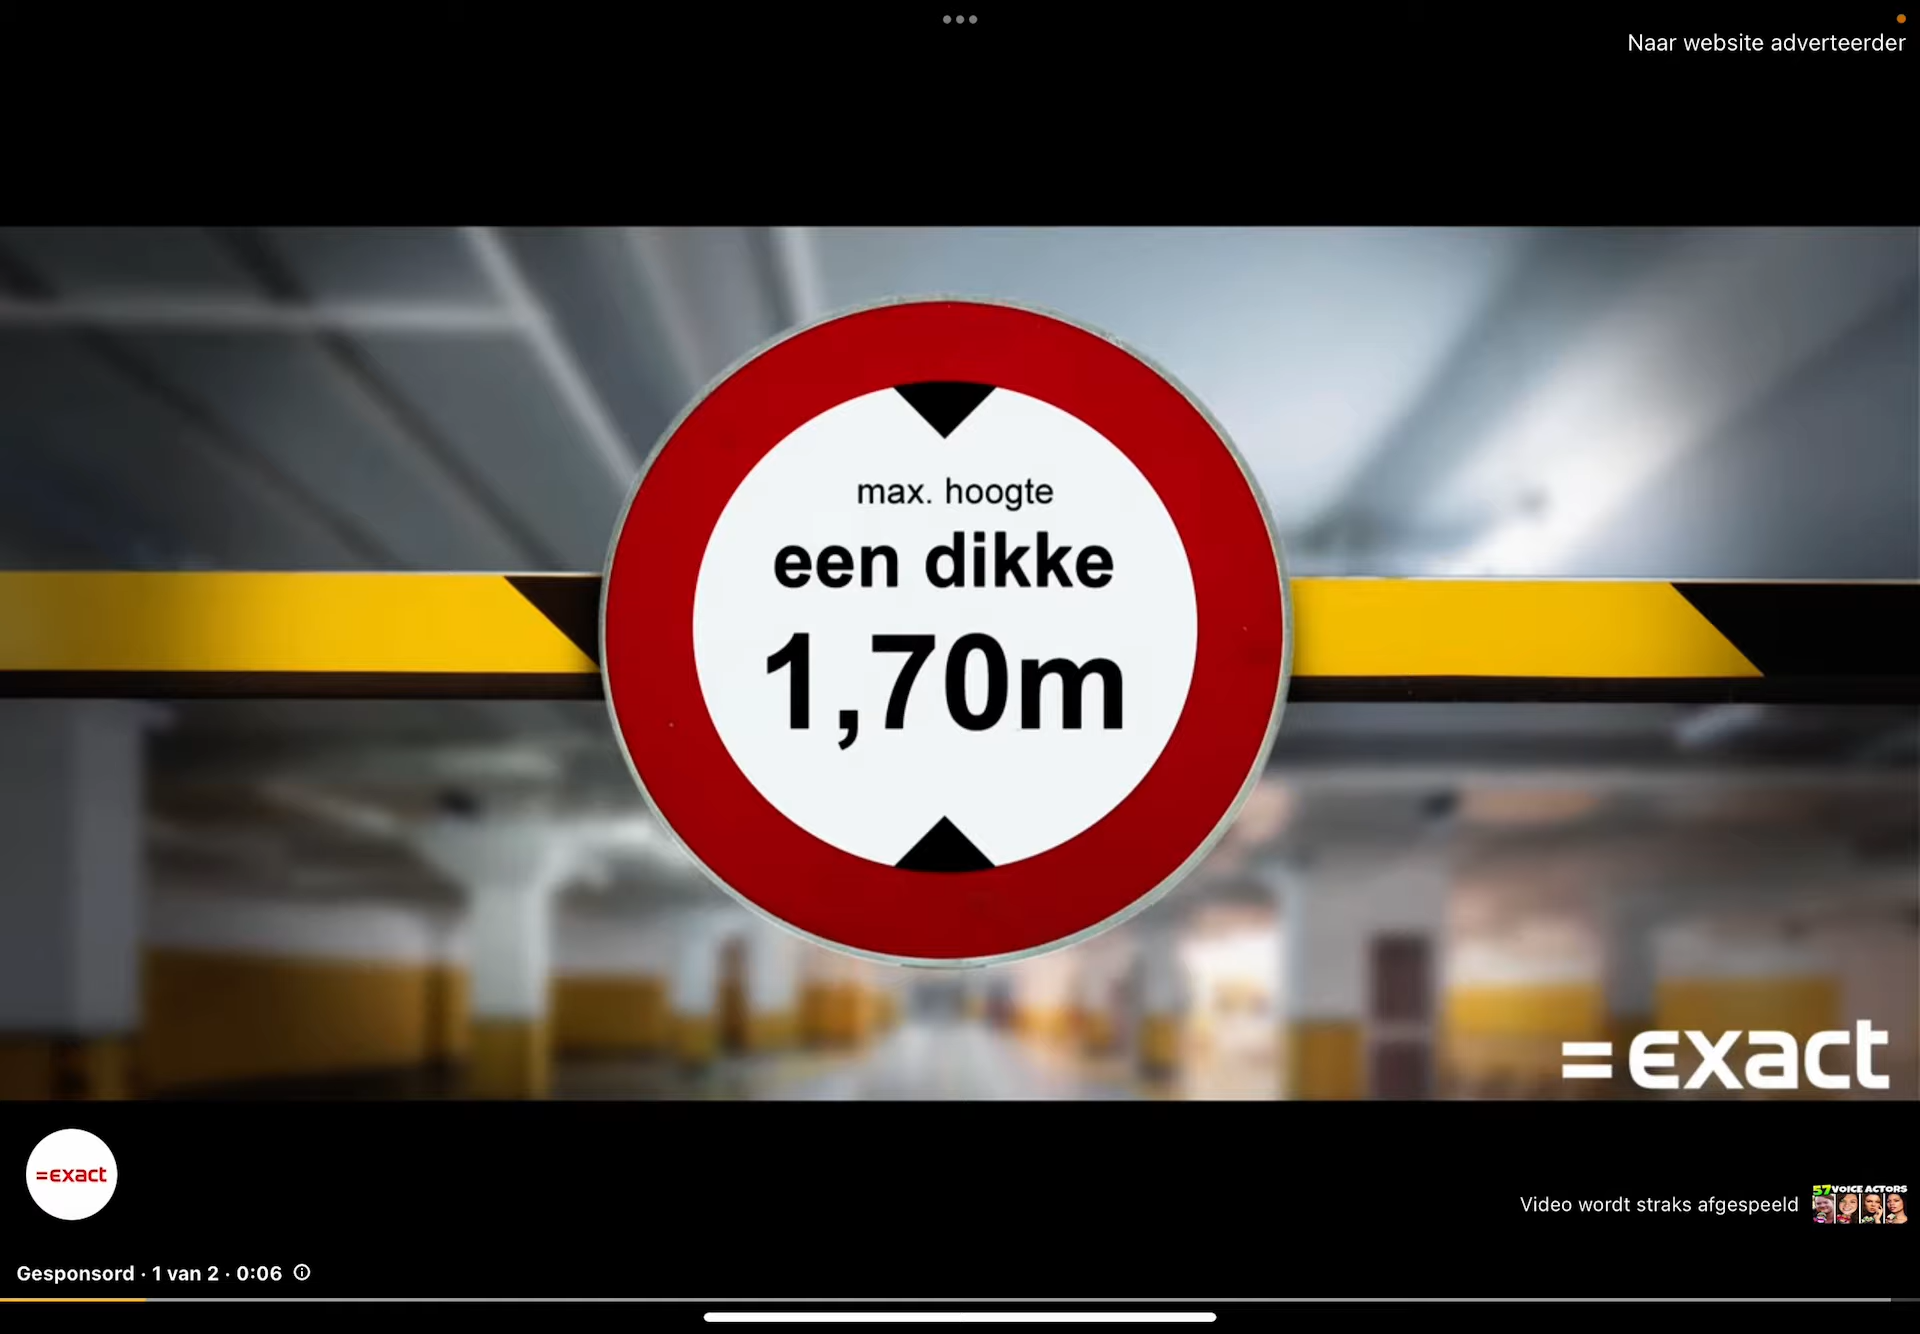 Naar website adverteerder
max. hoogte
een dikke
1,70m
=exact
=exact
Video wordt straks afgespeeld
57 VOICE ACTORS
Gesponsord · 1 van 2 · 0:06